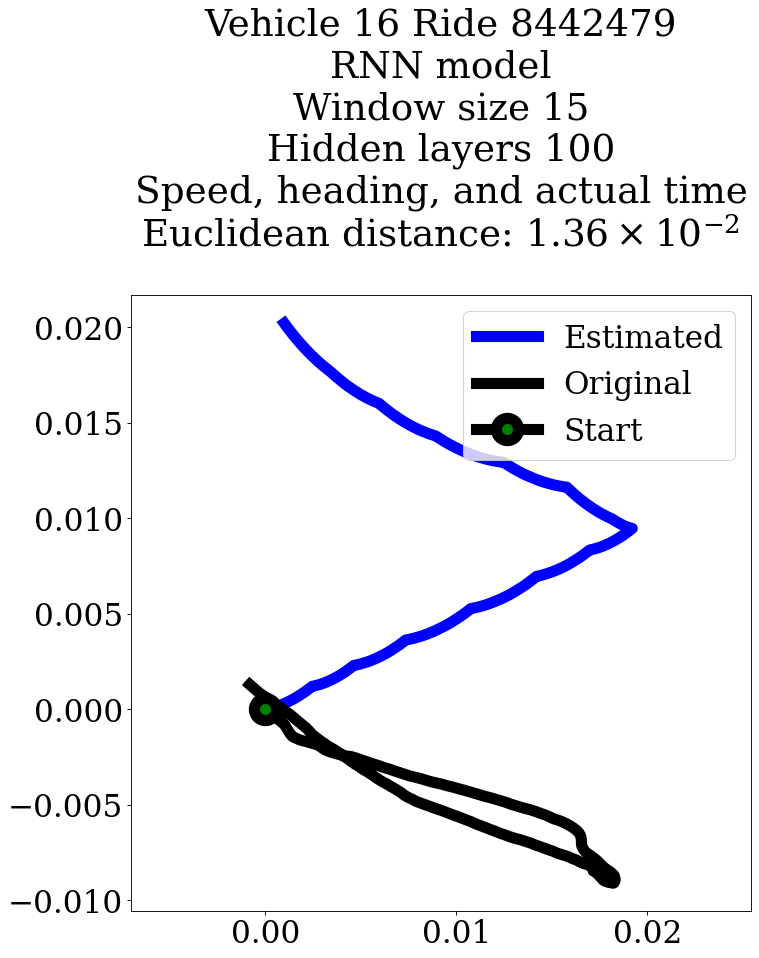 Vehicle 16 Ride 8442479
RNN model
Window size 15
Hidden layers 100
Speed, heading, and actual time
Euclidean distance: 1.36 × 10⁻²
Estimated
Original
Start
0.020
0.015
0.010
0.005
0.000
−0.005
−0.010
0.00 0.01 0.02